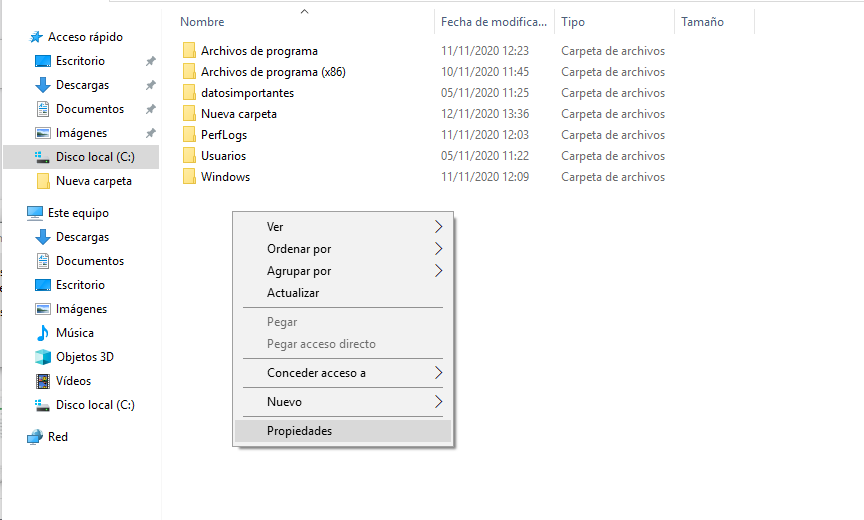 Nombre Fecha de modifica... Tipo Tamaño
Acceso rápido
Escritorio
Descargas
Documentos
Imágenes
Disco local (C:)
Nueva carpeta
Este equipo
Descargas
Documentos
Escritorio
Imágenes
Música
Objetos 3D
Vídeos
Disco local (C:)
Red
Archivos de programa 11/11/2020 12:23 Carpeta de archivos
Archivos de programa (x86) 10/11/2020 11:45 Carpeta de archivos
datosimportantes 05/11/2020 11:25 Carpeta de archivos
Nueva carpeta 12/11/2020 13:36 Carpeta de archivos
PerfLogs 11/11/2020 12:03 Carpeta de archivos
Usuarios 05/11/2020 11:22 Carpeta de archivos
Windows 11/11/2020 12:09 Carpeta de archivos
Ver
Ordenar por
Agrupar por
Actualizar
Pegar
Pegar acceso directo
Conceder acceso a
Nuevo
Propiedades